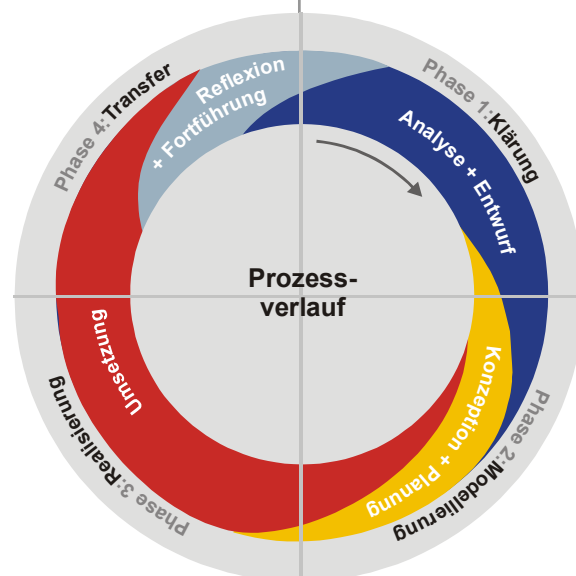 Phase 1:Klärung
Analyse + Entwurf
Phase 2:Modellierung
Konzeption + Planung
Phase 3:Realisierung
Umsetzung
Phase 4:Transfer
Reflexion
+ Fortführung
Prozess-
verlauf